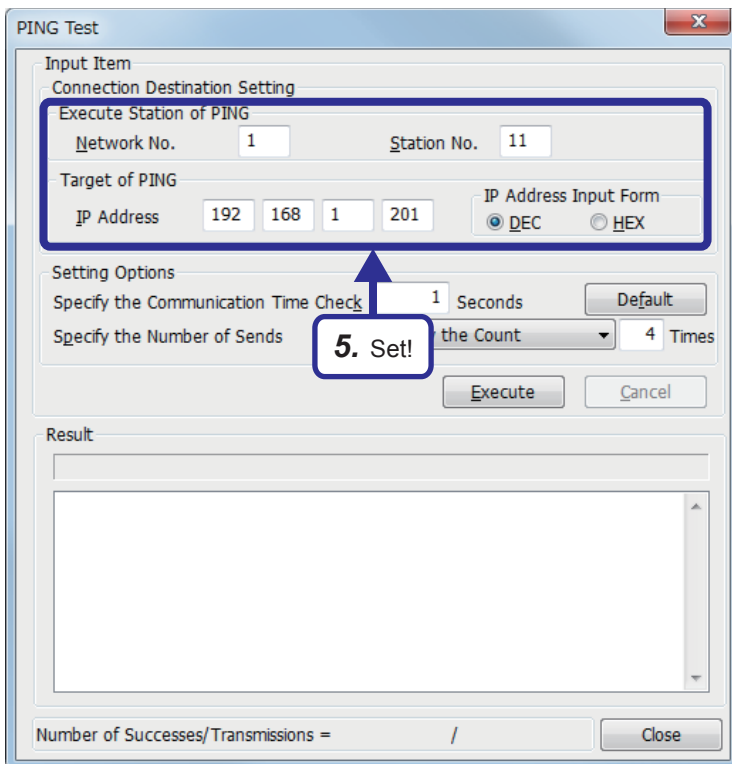 PING Test
Input Item
Connection Destination Setting
Execute Station of PING
Network No. 1 Station No. 11
Target of PING
IP Address 192 168 1 201
IP Address Input Form
DEC HEX
Setting Options
Specify the Communication Time Check 1 Seconds Default
Specify the Number of Sends the Count 4 Times
5. Set!
Execute Cancel
Result
Number of Successes/Transmissions = / Close